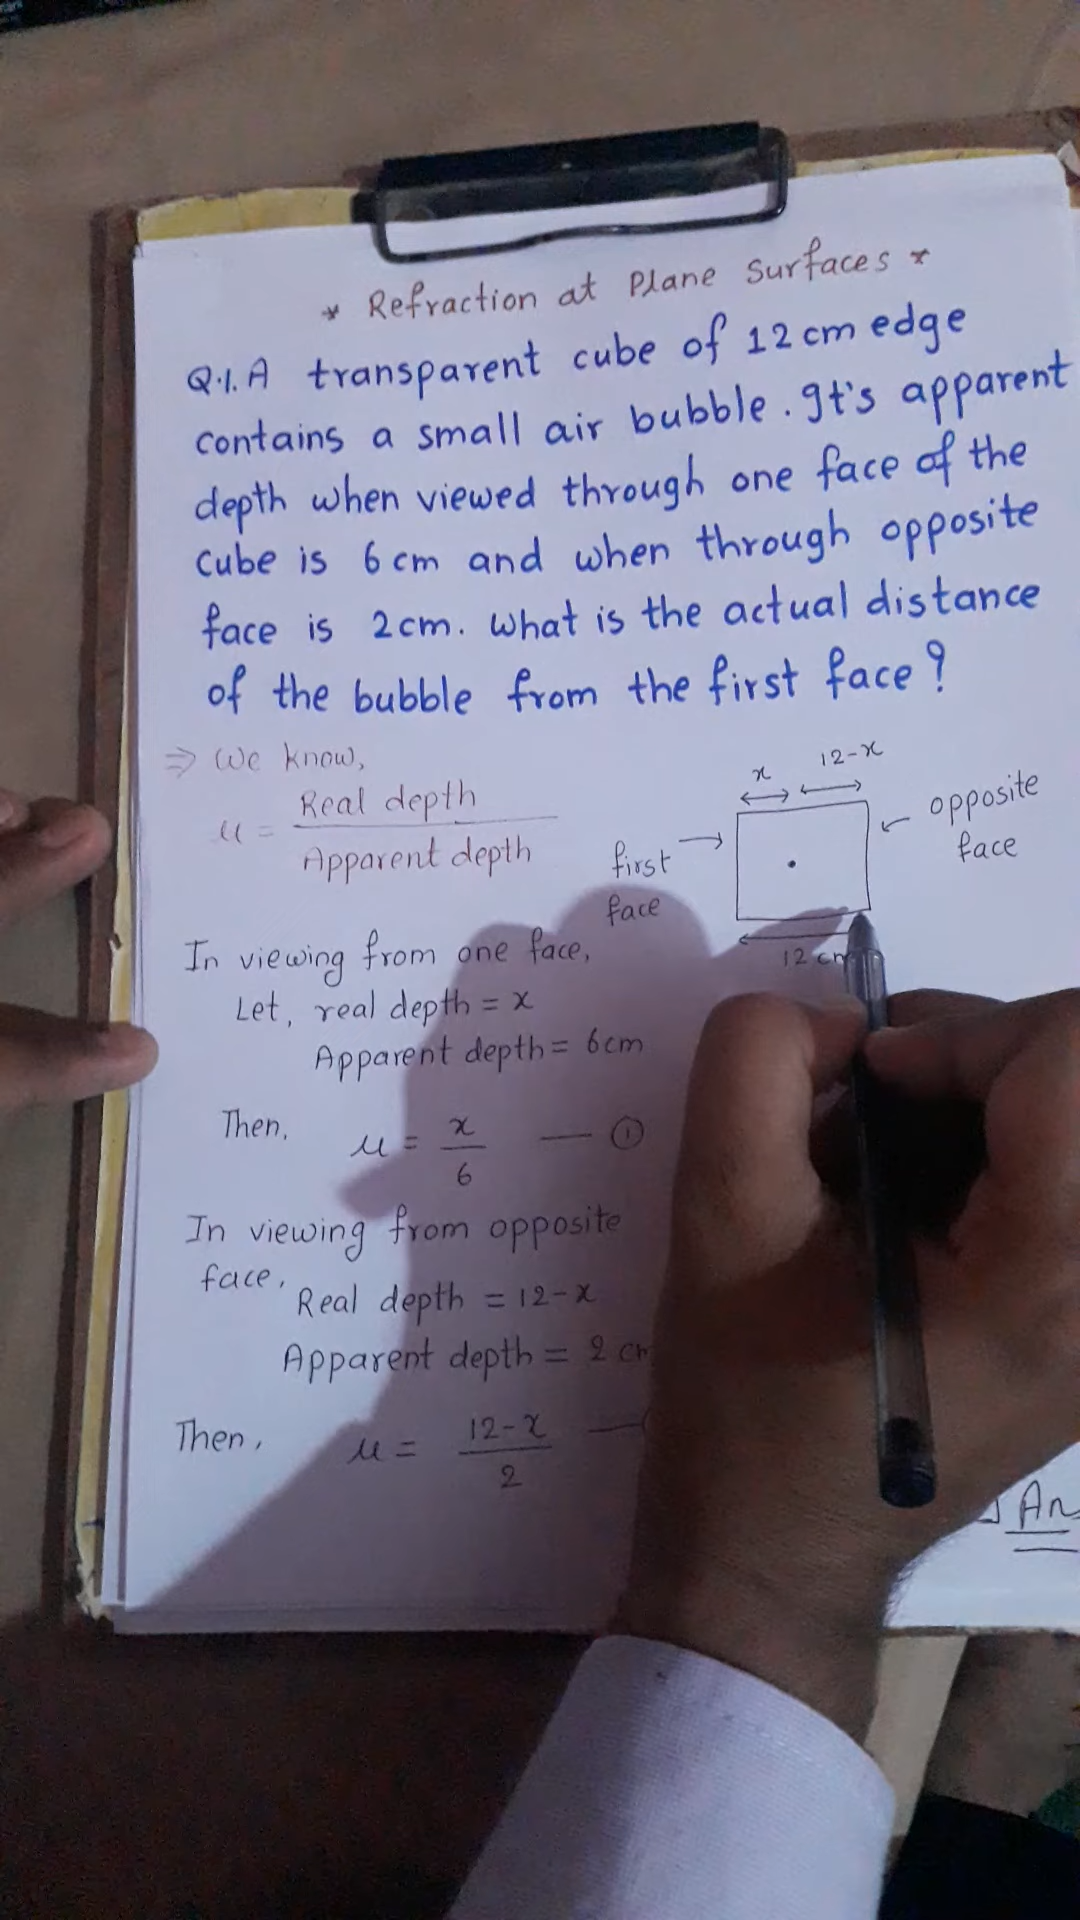 * Refraction at Plane Surfaces *
Q.1. A transparent cube of 12 cm edge
contains a small air bubble. It's apparent
depth when viewed through one face of the
cube is 6 cm and when through opposite
face is 2 cm. What is the actual distance
of the bubble from the first face?
⇒ We know,
μ = Real depth / Apparent depth
x 12-x
first face
opposite face
12 cm
In viewing from one face,
Let, real depth = x
Apparent depth = 6cm
Then, μ = x/6 — ①
In viewing from opposite
face,
Real depth = 12-x
Apparent depth = 2
Then, μ = 12-x / 2 —